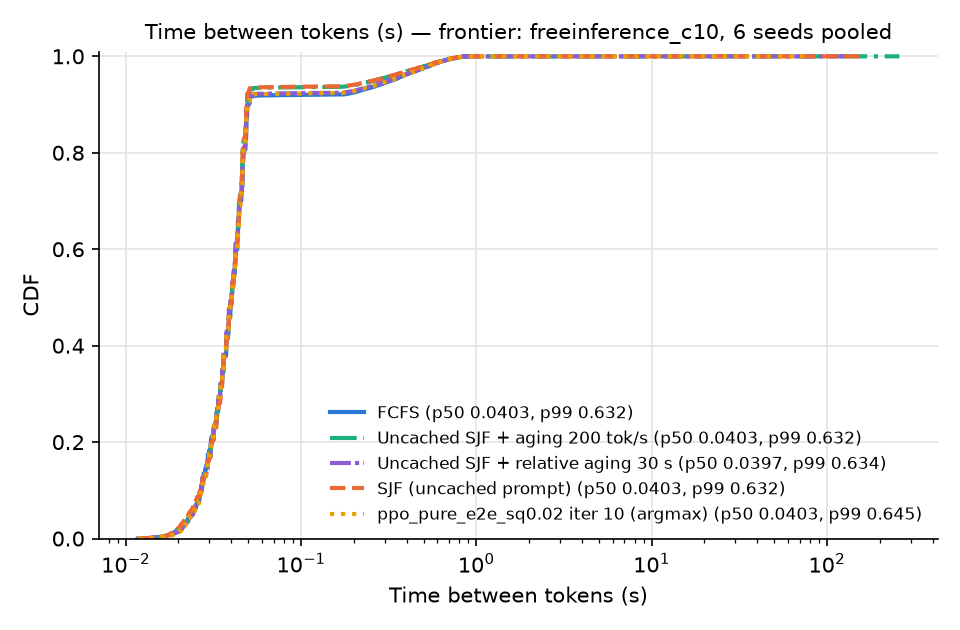 Time between tokens (s) — frontier: freeinference_c10, 6 seeds pooled
1.0
0.8
0.6
0.4
0.2
0.0
CDF
FCFS (p50 0.0403, p99 0.632)
Uncached SJF + aging 200 tok/s (p50 0.0403, p99 0.632)
Uncached SJF + relative aging 30 s (p50 0.0397, p99 0.634)
SJF (uncached prompt) (p50 0.0403, p99 0.632)
ppo_pure_e2e_sq0.02 iter 10 (argmax) (p50 0.0403, p99 0.645)
10⁻² 10⁻¹ 10⁰ 10¹ 10²
Time between tokens (s)